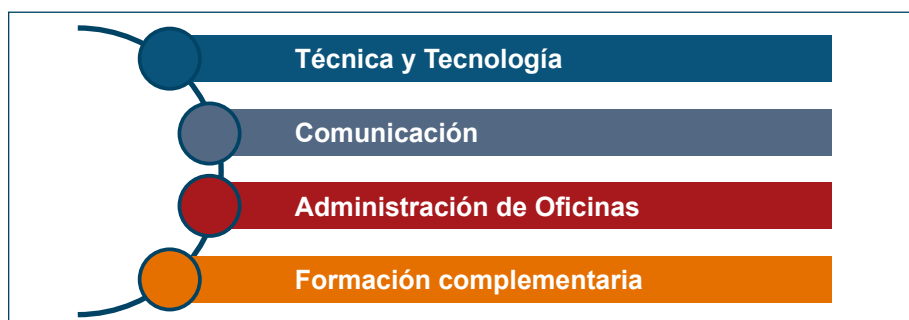 Técnica y Tecnología
Comunicación
Administración de Oficinas
Formación complementaria